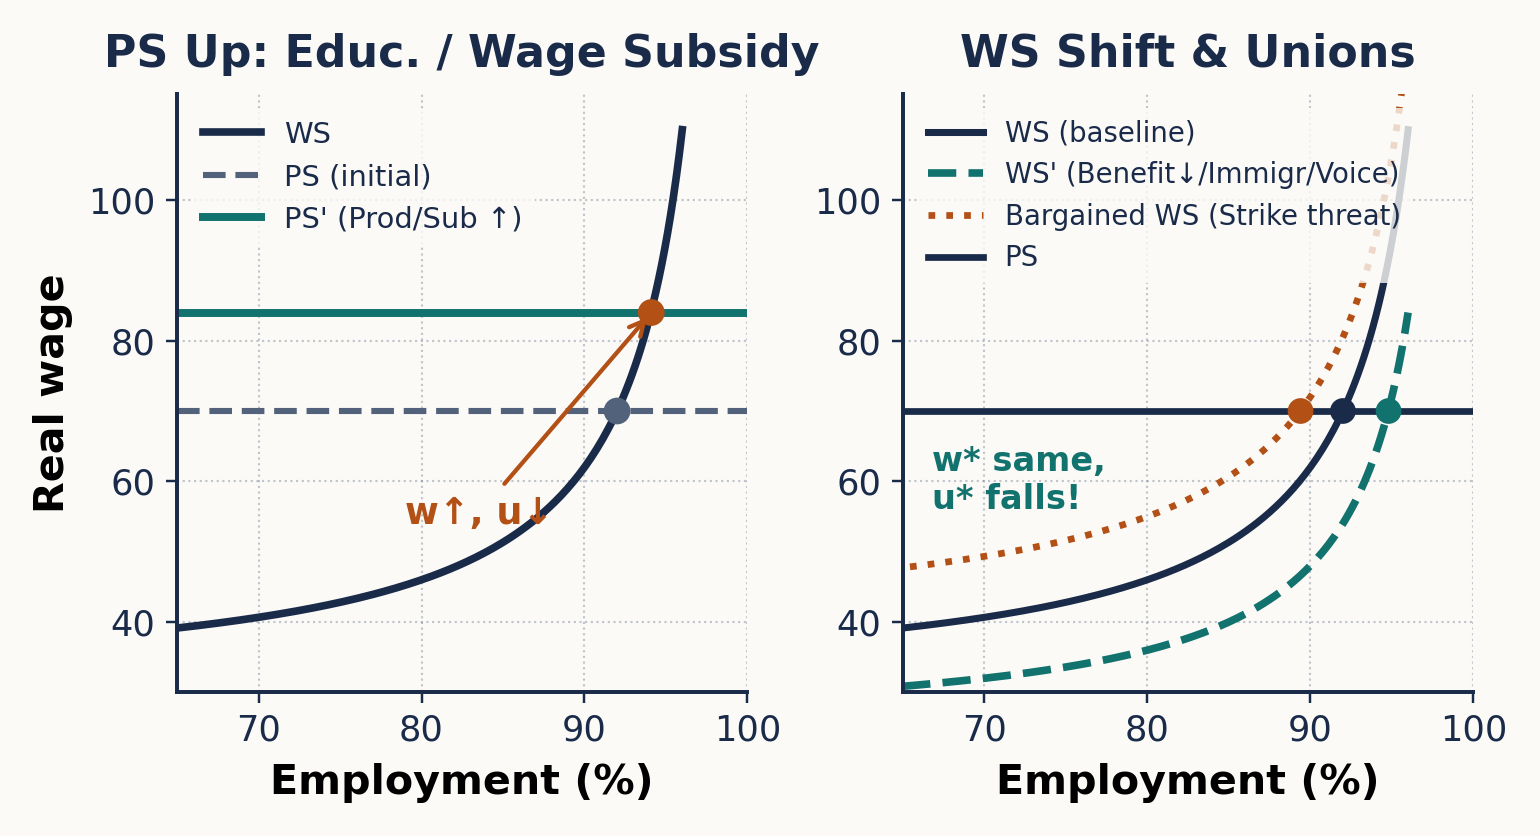 PS Up: Educ. / Wage Subsidy
WS
PS (initial)
PS' (Prod/Sub ↑)
w↑, u↓
Real wage
100
80
60
40
70
80
90
100
Employment (%)
WS Shift & Unions
WS (baseline)
WS' (Benefit↓/Immigr/Voice)
Bargained WS (Strike threat)
PS
w* same,
u* falls!
100
80
60
40
70
80
90
100
Employment (%)